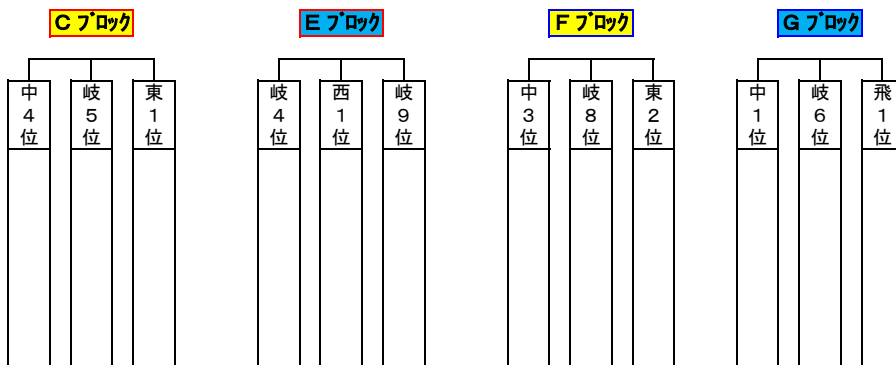 Cブロック
Eブロック
Fブロック
Gブロック
中4位
岐5位
東1位
岐4位
西1位
岐9位
中3位
岐8位
東2位
中1位
岐6位
飛1位